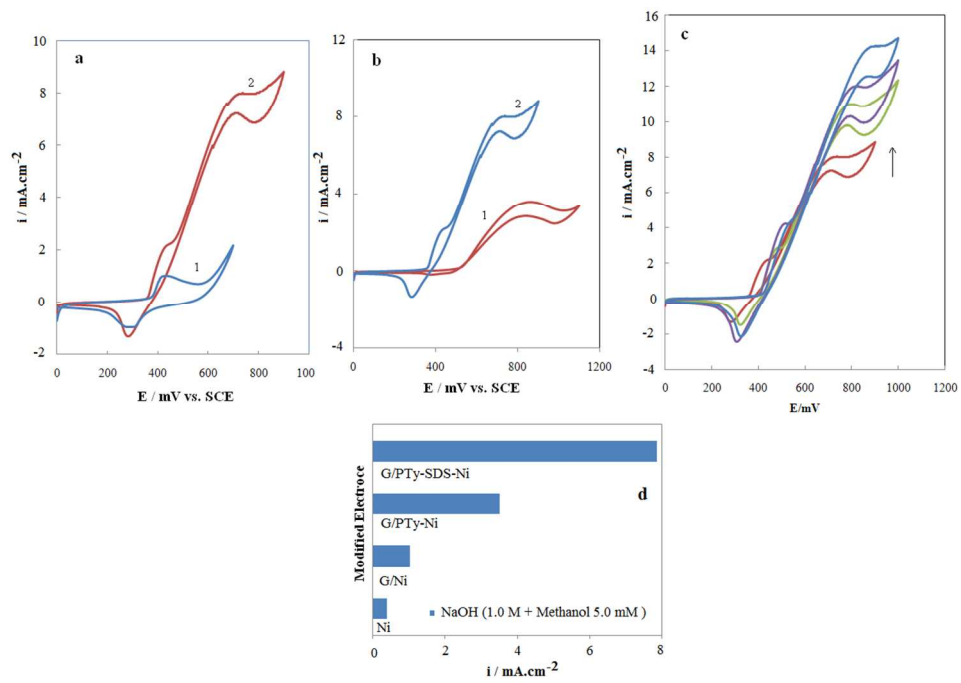 a
10
8
6
4
2
0
-2
0 200 400 600 800 1000
2
1
i / mA.cm-2
E / mV vs. SCE
b
12
8
4
0
-4
0 400 800 1200
2
1
i / mA.cm-2
E / mV vs. SCE
c
16
14
12
10
8
6
4
2
0
-2
-4
0 200 400 600 800 1000 1200
i / mA.cm-2
E/mV
d
G/PTy-SDS-Ni
G/PTy-Ni
G/Ni
Ni
NaOH (1.0 M + Methanol 5.0 mM )
Modified Electroce
0 2 4 6 8
i / mA.cm-2